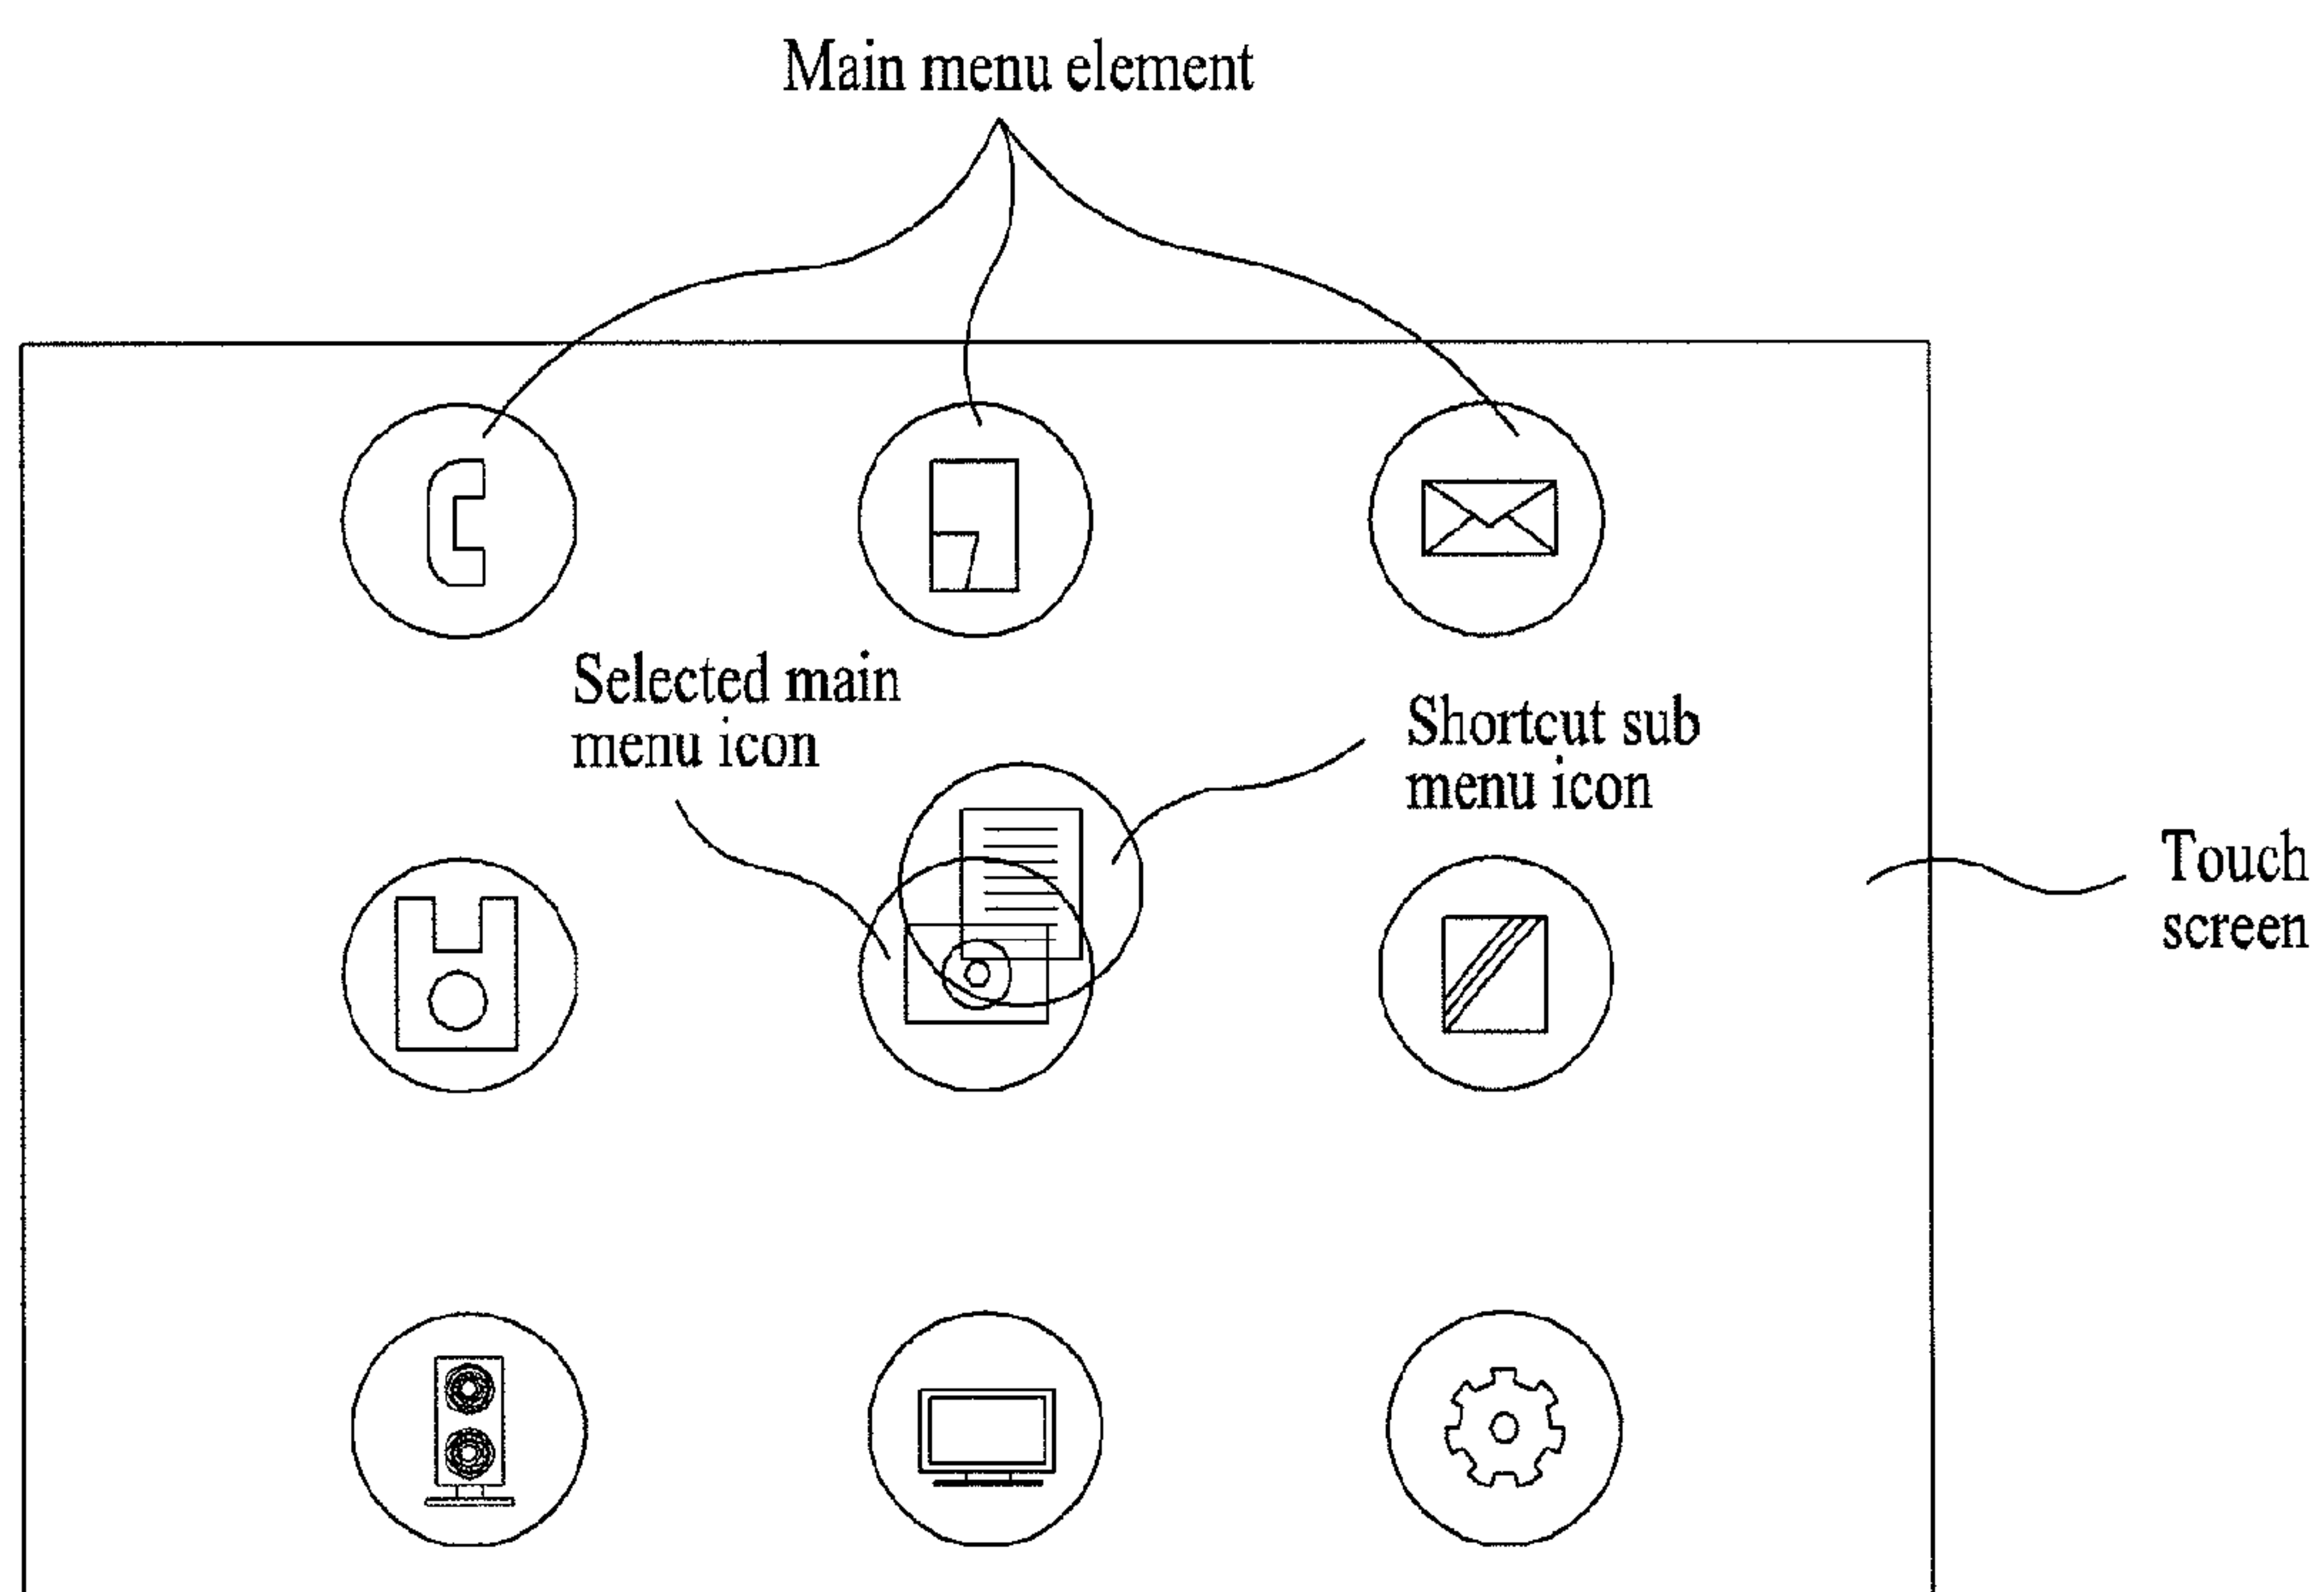 Main menu element
Selected main
menu icon
Shortcut sub
menu icon
Touch
screen